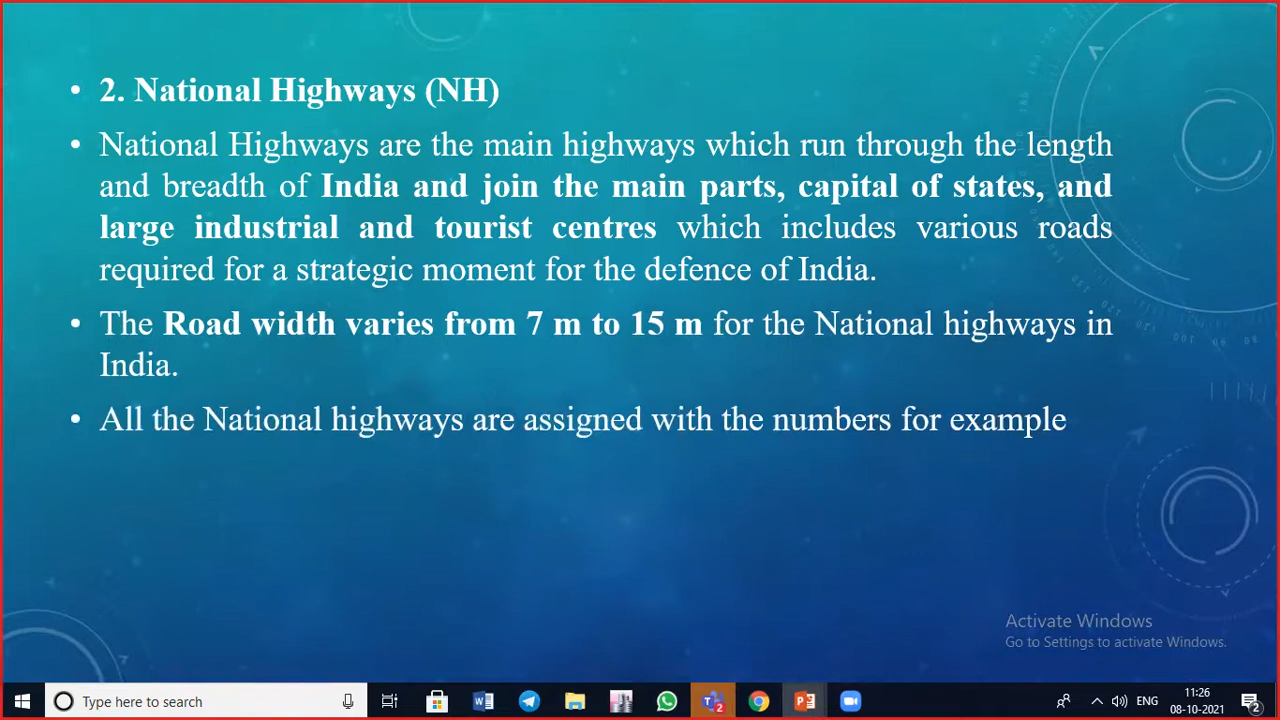 • 2. National Highways (NH)
• National Highways are the main highways which run through the length
and breadth of India and join the main parts, capital of states, and
large industrial and tourist centres which includes various roads
required for a strategic moment for the defence of India.
• The Road width varies from 7 m to 15 m for the National highways in
India.
• All the National highways are assigned with the numbers for example
Activate Windows
Go to Settings to activate Windows.
Type here to search
ENG
11:26
08-10-2021
2
2